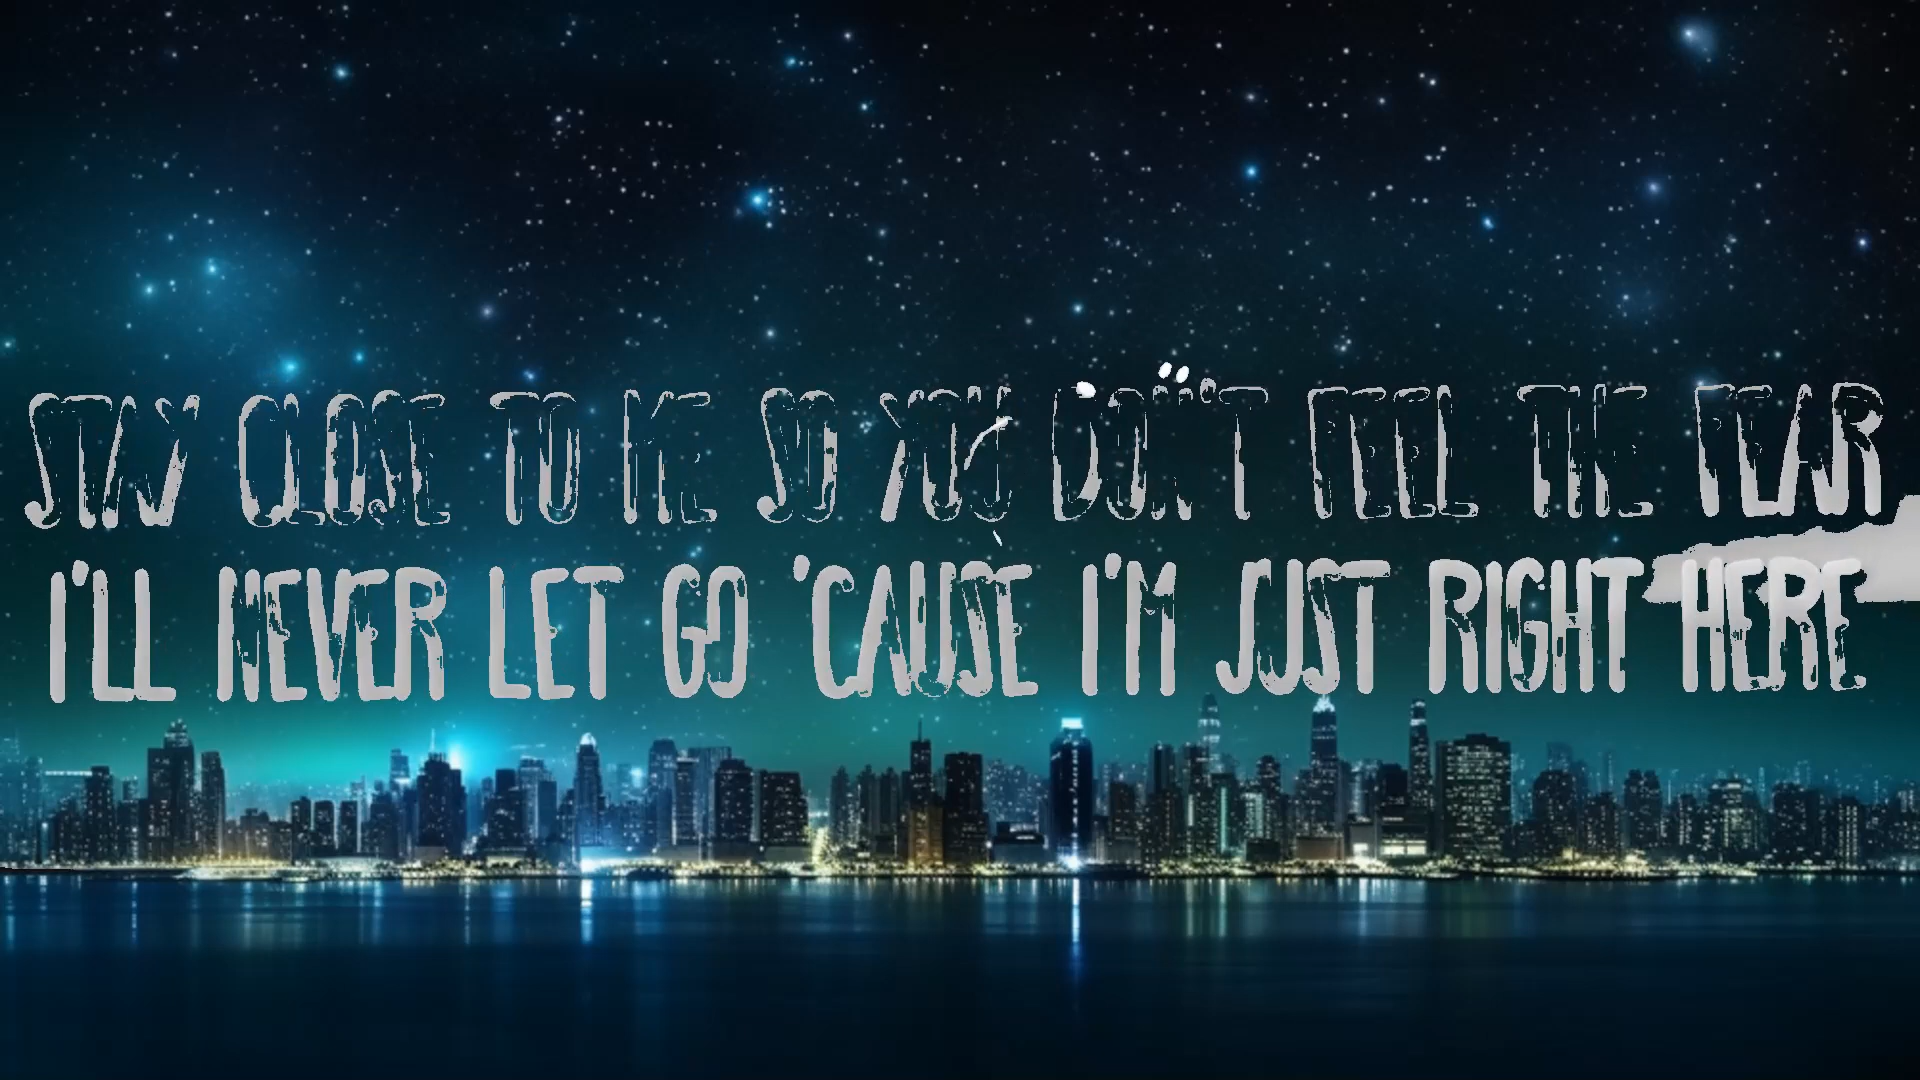 STAY CLOSE TO ME SO YOU DON'T FEEL THE FEAR
I'LL NEVER LET GO 'CAUSE I'M JUST RIGHT HERE